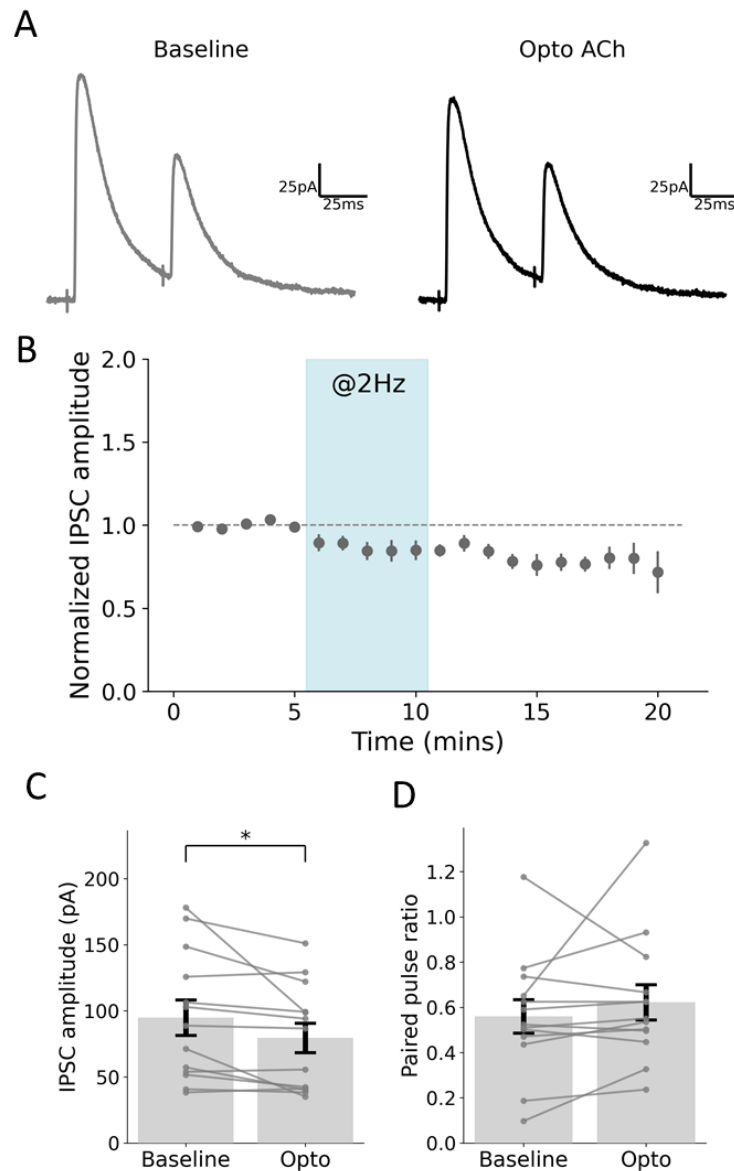 A
Baseline
Opto ACh
25pA
25ms
25pA
25ms
B
@2Hz
Normalized IPSC amplitude
2.0
1.5
1.0
0.5
0.0
0 5 10 15 20
Time (mins)
C
*
IPSC amplitude (pA)
200
150
100
50
0
Baseline Opto
D
Paired pulse ratio
1.2
1.0
0.8
0.6
0.4
0.2
0.0
Baseline Opto